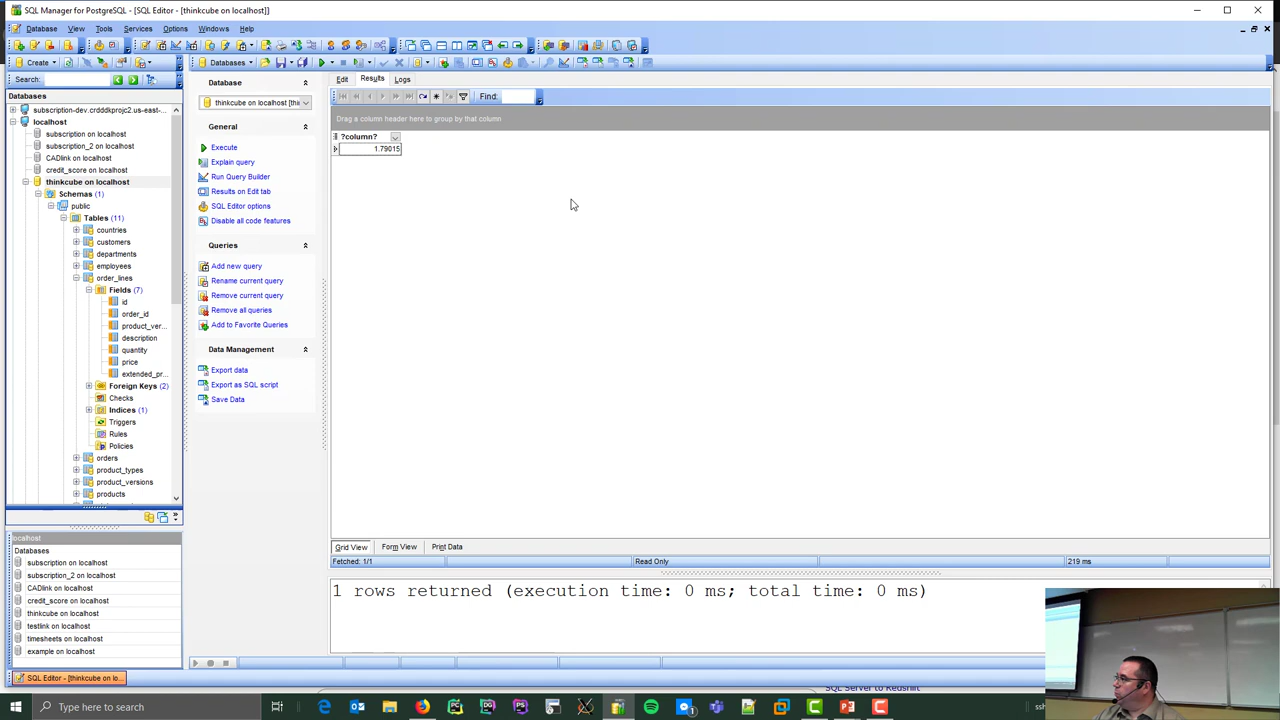 SQL Manager for PostgreSQL - [SQL Editor - [thinkcube on localhost]]
Database View Tools Services Options Windows Help
Create
Databases
Search:
Databases
subscription-dev.crdddkprojc2.us-east-...
localhost
subscription on localhost
subscription_2 on localhost
CADlink on localhost
credit_score on localhost
thinkcube on localhost
Schemas (1)
public
Tables (11)
countries
customers
departments
employees
order_lines
Fields (7)
id
order_id
product_ver...
description
quantity
price
extended_pr...
Foreign Keys (2)
Checks
Indices (1)
Triggers
Rules
Policies
orders
product_types
product_versions
products
localhost
Databases
subscription on localhost
subscription_2 on localhost
CADlink on localhost
credit_score on localhost
thinkcube on localhost
testlink on localhost
timesheets on localhost
example on localhost
Database
thinkcube on localhost [thi
General
Execute
Explain query
Run Query Builder
Results on Edit tab
SQL Editor options
Disable all code features
Queries
Add new query
Rename current query
Remove current query
Remove all queries
Add to Favorite Queries
Data Management
Export data
Export as SQL script
Save Data
Edit Results Logs
Find:
Drag a column header here to group by that column
?column?
1.79015
Grid View Form View Print Data
Fetched: 1/1 Read Only 219 ms
1 rows returned (execution time: 0 ms; total time: 0 ms)
SQL Editor - [thinkcube on lo...
SQL Server to Redshift
Type here to search
ssh